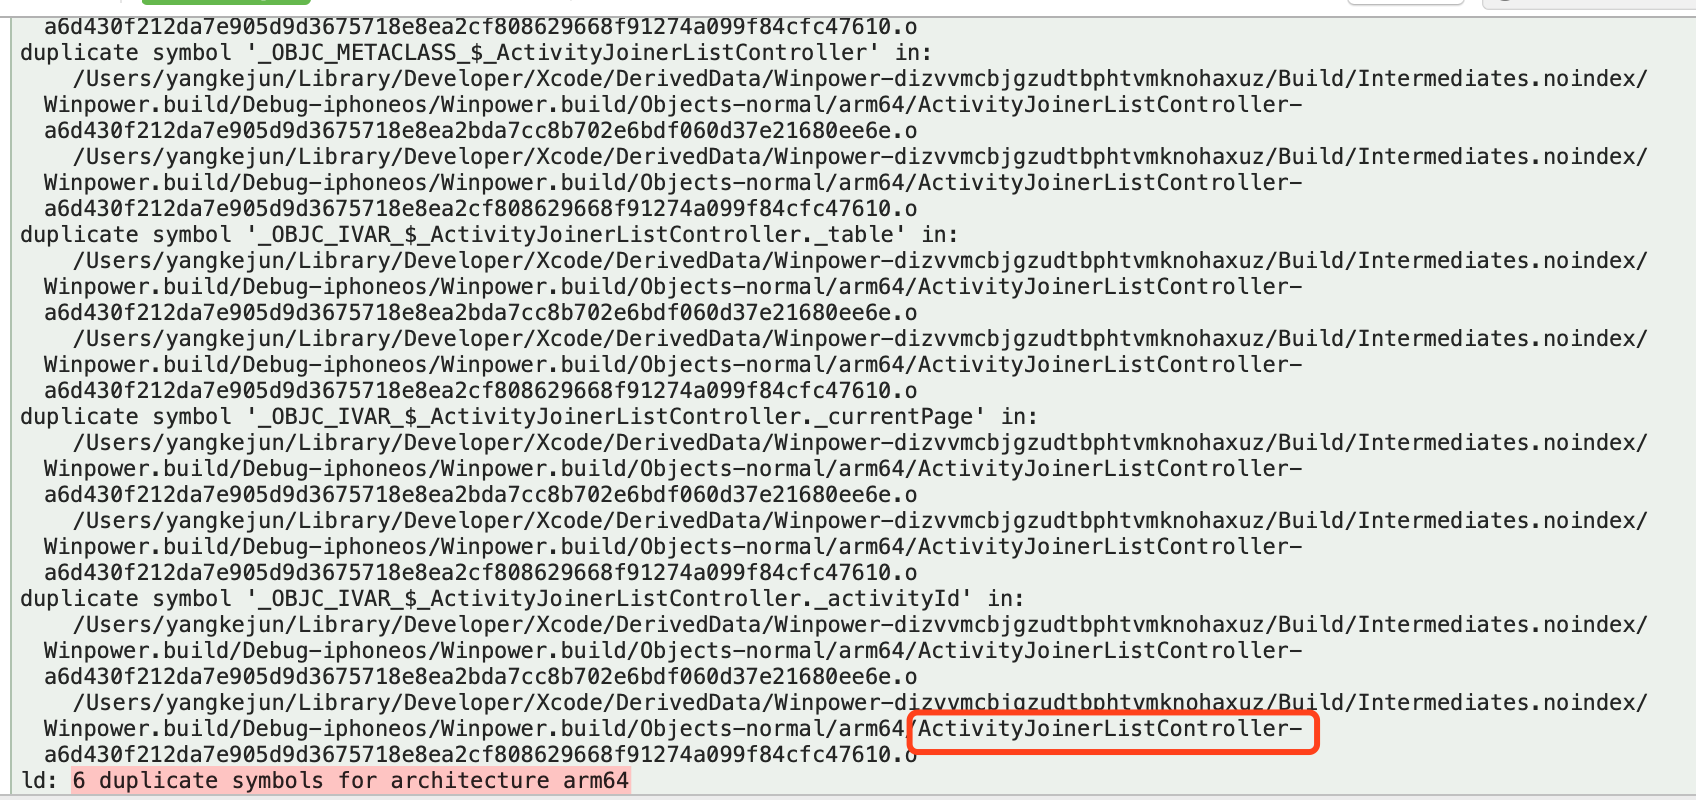 a6d430f212da7e905d9d3675718e8ea2cf808629668f91274a099f84cfc47610.o
duplicate symbol '_OBJC_METACLASS_$_ActivityJoinerListController' in:
/Users/yangkejun/Library/Developer/Xcode/DerivedData/Winpower-dizvvmcbjgzudtbphtvmknohaxuz/Build/Intermediates.noindex/
Winpower.build/Debug-iphoneos/Winpower.build/Objects-normal/arm64/ActivityJoinerListController-
a6d430f212da7e905d9d3675718e8ea2bda7cc8b702e6bdf060d37e21680ee6e.o
/Users/yangkejun/Library/Developer/Xcode/DerivedData/Winpower-dizvvmcbjgzudtbphtvmknohaxuz/Build/Intermediates.noindex/
Winpower.build/Debug-iphoneos/Winpower.build/Objects-normal/arm64/ActivityJoinerListController-
a6d430f212da7e905d9d3675718e8ea2cf808629668f91274a099f84cfc47610.o
duplicate symbol '_OBJC_IVAR_$_ActivityJoinerListController._table' in:
/Users/yangkejun/Library/Developer/Xcode/DerivedData/Winpower-dizvvmcbjgzudtbphtvmknohaxuz/Build/Intermediates.noindex/
Winpower.build/Debug-iphoneos/Winpower.build/Objects-normal/arm64/ActivityJoinerListController-
a6d430f212da7e905d9d3675718e8ea2bda7cc8b702e6bdf060d37e21680ee6e.o
/Users/yangkejun/Library/Developer/Xcode/DerivedData/Winpower-dizvvmcbjgzudtbphtvmknohaxuz/Build/Intermediates.noindex/
Winpower.build/Debug-iphoneos/Winpower.build/Objects-normal/arm64/ActivityJoinerListController-
a6d430f212da7e905d9d3675718e8ea2cf808629668f91274a099f84cfc47610.o
duplicate symbol '_OBJC_IVAR_$_ActivityJoinerListController._currentPage' in:
/Users/yangkejun/Library/Developer/Xcode/DerivedData/Winpower-dizvvmcbjgzudtbphtvmknohaxuz/Build/Intermediates.noindex/
Winpower.build/Debug-iphoneos/Winpower.build/Objects-normal/arm64/ActivityJoinerListController-
a6d430f212da7e905d9d3675718e8ea2bda7cc8b702e6bdf060d37e21680ee6e.o
/Users/yangkejun/Library/Developer/Xcode/DerivedData/Winpower-dizvvmcbjgzudtbphtvmknohaxuz/Build/Intermediates.noindex/
Winpower.build/Debug-iphoneos/Winpower.build/Objects-normal/arm64/ActivityJoinerListController-
a6d430f212da7e905d9d3675718e8ea2cf808629668f91274a099f84cfc47610.o
duplicate symbol '_OBJC_IVAR_$_ActivityJoinerListController._activityId' in:
/Users/yangkejun/Library/Developer/Xcode/DerivedData/Winpower-dizvvmcbjgzudtbphtvmknohaxuz/Build/Intermediates.noindex/
Winpower.build/Debug-iphoneos/Winpower.build/Objects-normal/arm64/ActivityJoinerListController-
a6d430f212da7e905d9d3675718e8ea2bda7cc8b702e6bdf060d37e21680ee6e.o
/Users/yangkejun/Library/Developer/Xcode/DerivedData/Winpower-dizvvmcbjgzudtbphtvmknohaxuz/Build/Intermediates.noindex/
Winpower.build/Debug-iphoneos/Winpower.build/Objects-normal/arm64/ActivityJoinerListController-
a6d430f212da7e905d9d3675718e8ea2cf808629668f91274a099f84cfc47610.o
ld: 6 duplicate symbols for architecture arm64